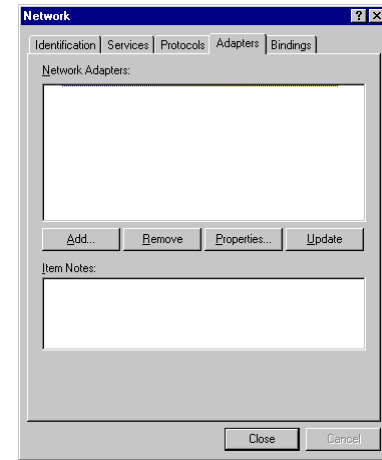 Network
Identification Services Protocols Adapters Bindings
Network Adapters:
Add... Remove Properties... Update
Item Notes:
Close Cancel